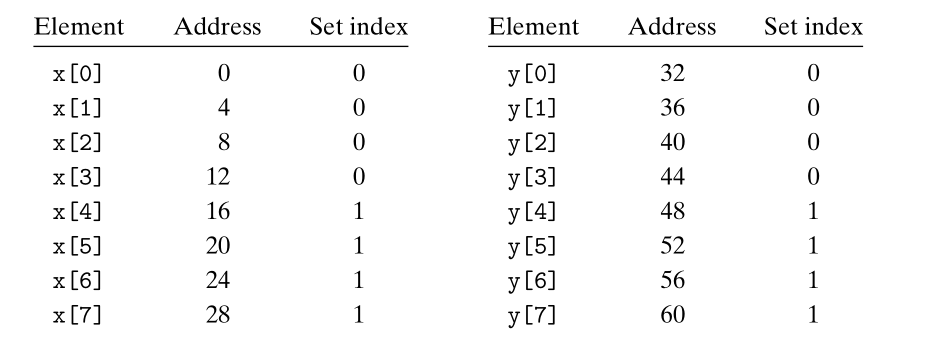 Element Address Set index Element Address Set index
x[0] 0 0 y[0] 32 0
x[1] 4 0 y[1] 36 0
x[2] 8 0 y[2] 40 0
x[3] 12 0 y[3] 44 0
x[4] 16 1 y[4] 48 1
x[5] 20 1 y[5] 52 1
x[6] 24 1 y[6] 56 1
x[7] 28 1 y[7] 60 1